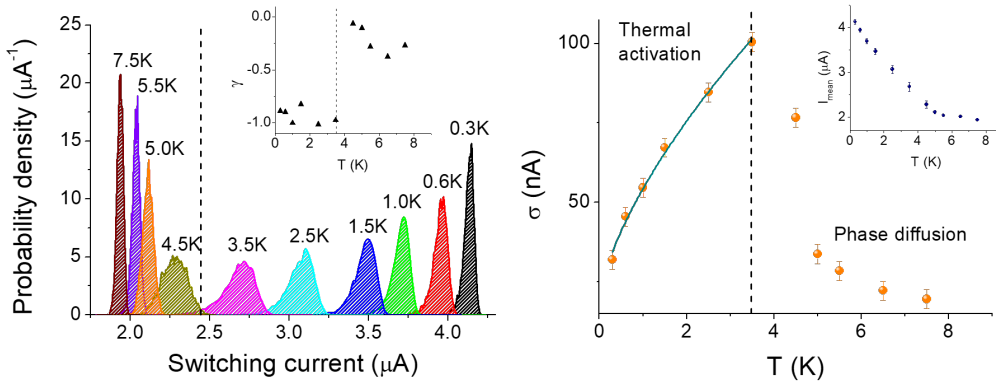 25
20
15
10
5
0
Probability density (μA⁻¹)
2.0
2.5
3.0
3.5
4.0
Switching current (μA)
7.5K
5.5K
5.0K
4.5K
3.5K
2.5K
1.5K
1.0K
0.6K
0.3K
0.0
-0.5
-1.0
γ
0
2
4
6
8
T (K)
100
50
σ (nA)
0
2
4
6
8
T (K)
Thermal
activation
Phase diffusion
4
3
2
I_mean (μA)
0
2
4
6
8
T (K)